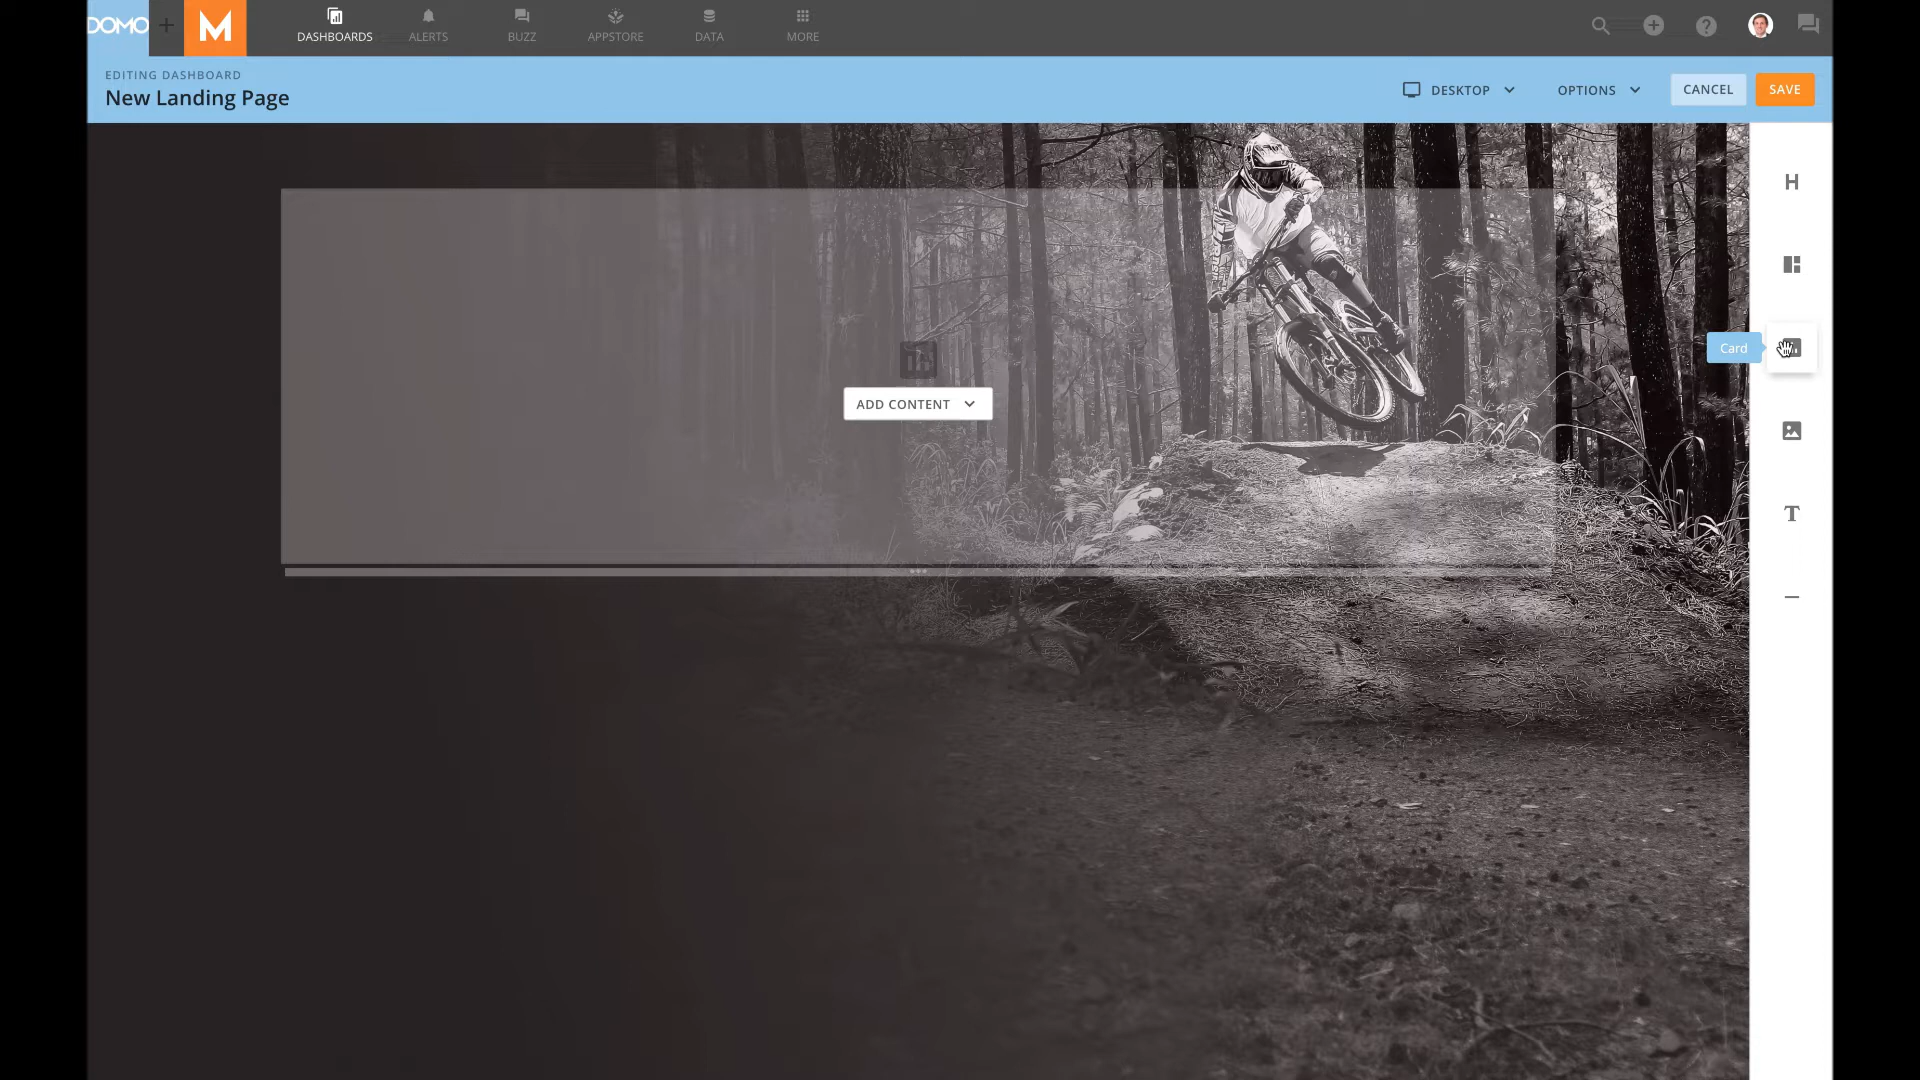 DOMO
M
DASHBOARDS
ALERTS
BUZZ
APPSTORE
DATA
MORE
EDITING DASHBOARD
New Landing Page
DESKTOP
OPTIONS
CANCEL
SAVE
H
Card
ADD CONTENT
T